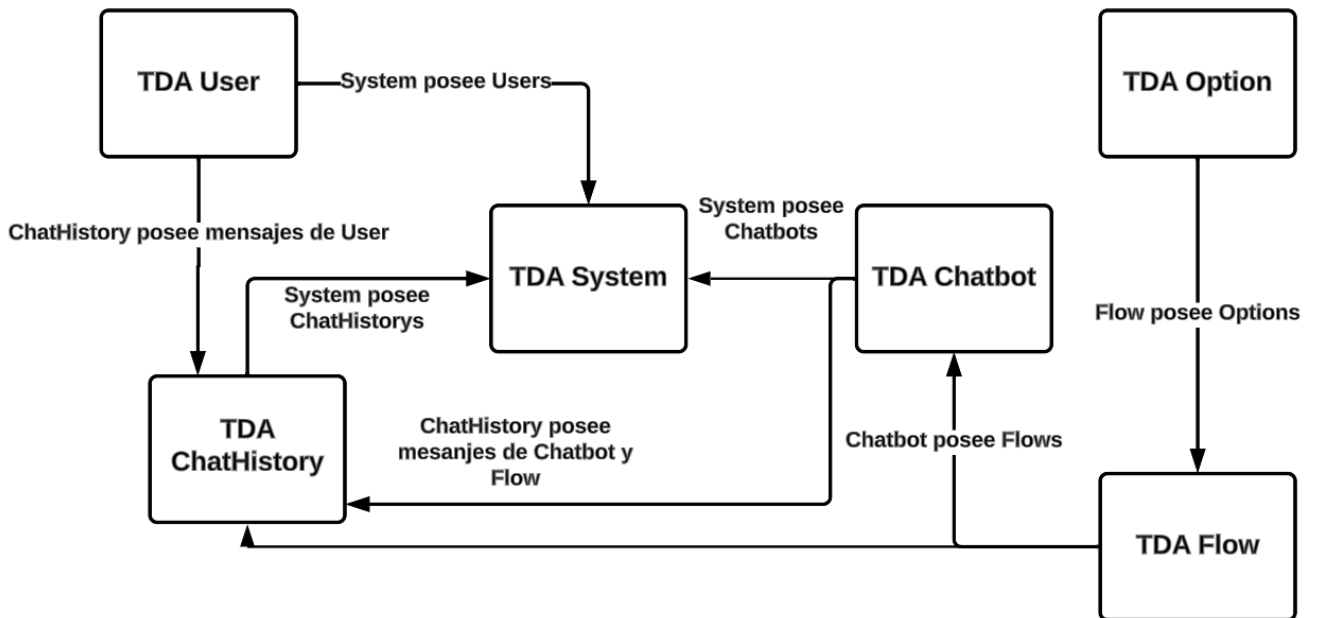 TDA User
System posee Users
TDA Option
ChatHistory posee mensajes de User
System posee
Chatbots
TDA System
TDA Chatbot
System posee
ChatHistorys
Flow posee Options
TDA
ChatHistory
ChatHistory posee
mesanjes de Chatbot y
Flow
Chatbot posee Flows
TDA Flow